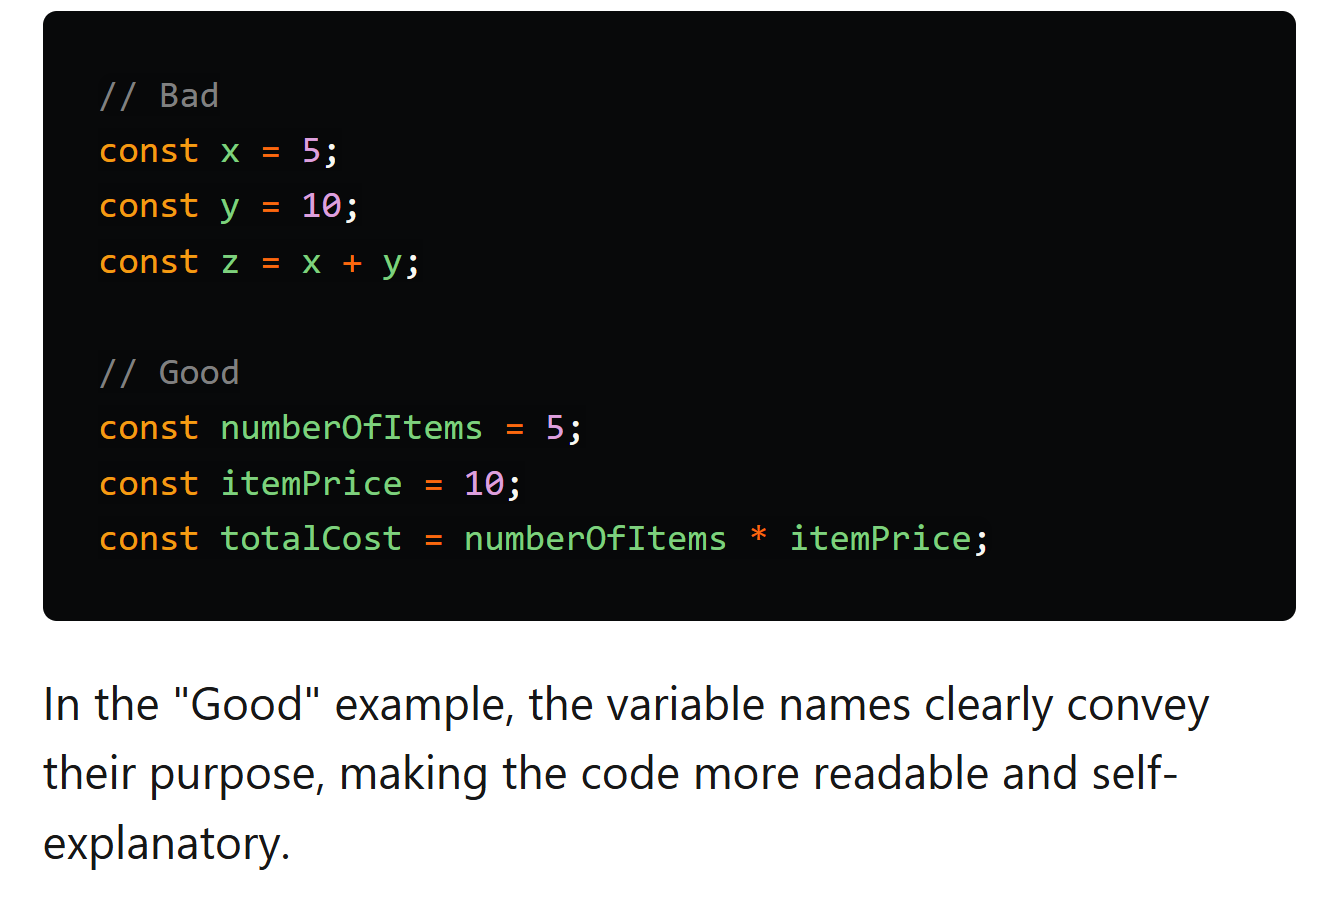 // Bad
const x = 5;
const y = 10;
const z = x + y;
// Good
const numberOfItems = 5;
const itemPrice = 10;
const totalCost = numberOfItems * itemPrice;
In the "Good" example, the variable names clearly convey
their purpose, making the code more readable and self-
explanatory.